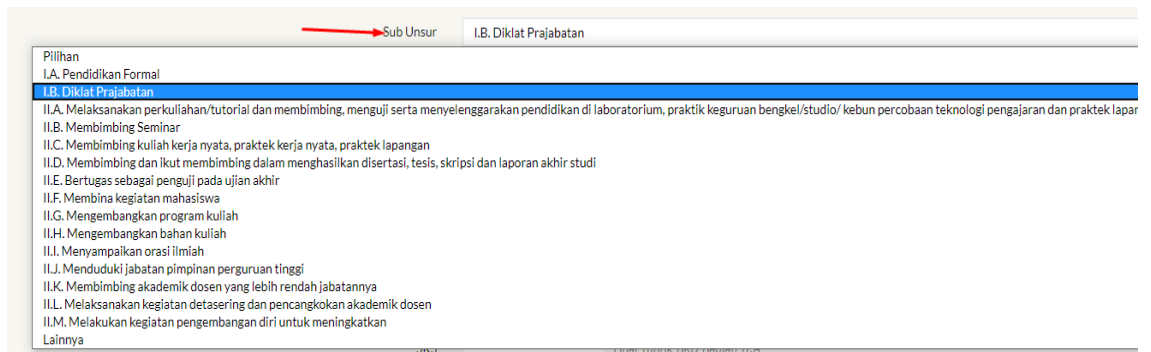 Sub Unsur
I.B. Diklat Prajabatan
Pilihan
I.A. Pendidikan Formal
I.B. Diklat Prajabatan
II.A. Melaksanakan perkuliahan/tutorial dan membimbing, menguji serta menyelenggarakan pendidikan di laboratorium, praktik keguruan bengkel/studio/ kebun percobaan teknologi pengajaran dan praktek lapar
II.B. Membimbing Seminar
II.C. Membimbing kuliah kerja nyata, praktek kerja nyata, praktek lapangan
II.D. Membimbing dan ikut membimbing dalam menghasilkan disertasi, tesis, skripsi dan laporan akhir studi
II.E. Bertugas sebagai penguji pada ujian akhir
II.F. Membina kegiatan mahasiswa
II.G. Mengembangkan program kuliah
II.H. Mengembangkan bahan kuliah
II.I. Menyampaikan orasi ilmiah
II.J. Menduduki jabatan pimpinan perguruan tinggi
II.K. Membimbing akademik dosen yang lebih rendah jabatannya
II.L. Melaksanakan kegiatan detasering dan pencangkokan akademik dosen
II.M. Melakukan kegiatan pengembangan diri untuk meningkatkan
Lainnya